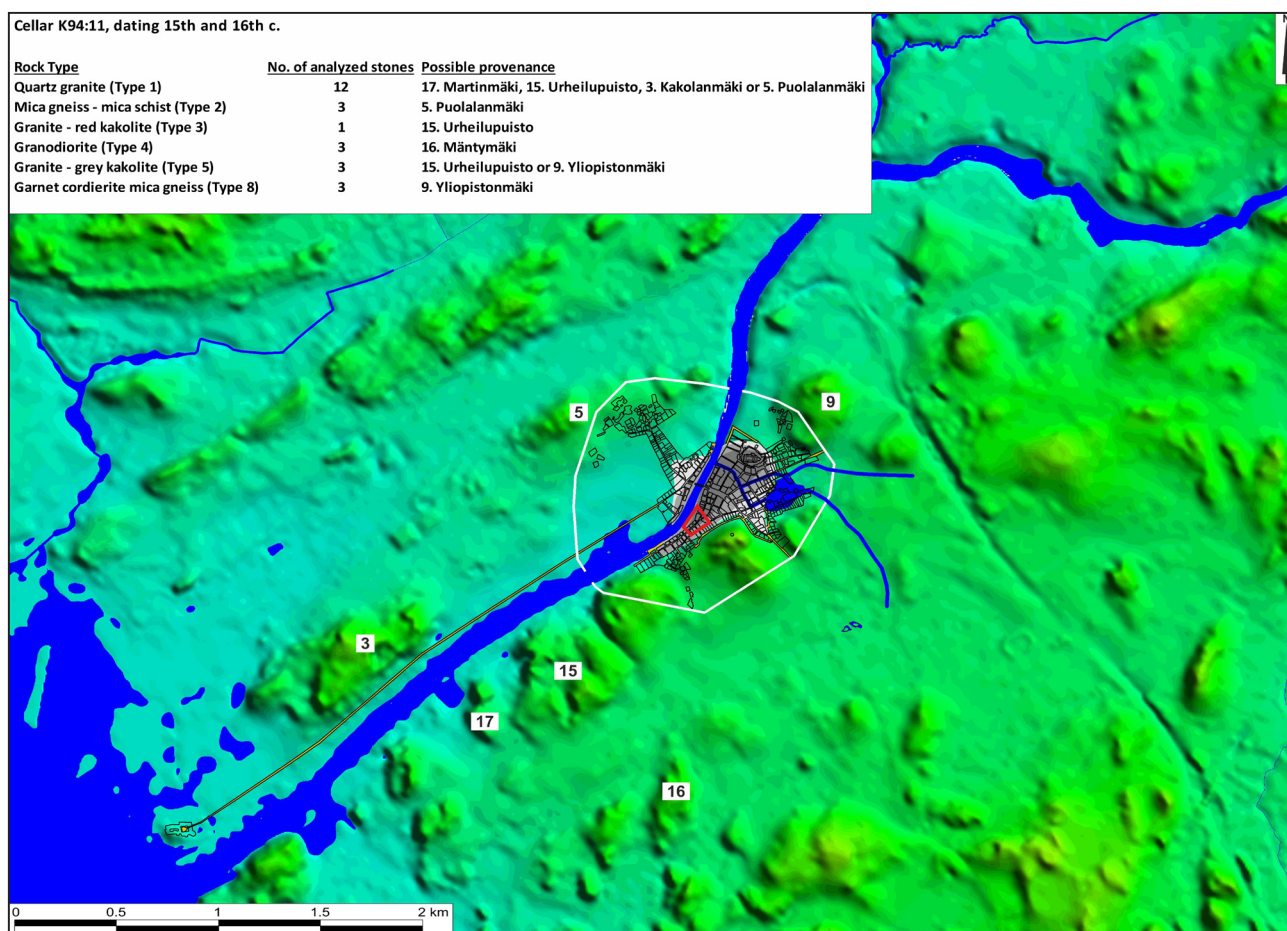 Cellar K94:11, dating 15th and 16th c.
Rock Type No. of analyzed stones Possible provenance
Quartz granite (Type 1) 12 17. Martinmäki, 15. Urheilupuisto, 3. Kakolanmäki or 5. Puolalanmäki
Mica gneiss - mica schist (Type 2) 3 5. Puolalanmäki
Granite - red kakolite (Type 3) 1 15. Urheilupuisto
Granodiorite (Type 4) 3 16. Mäntymäki
Granite - grey kakolite (Type 5) 3 15. Urheilupuisto or 9. Yliopistonmäki
Garnet cordierite mica gneiss (Type 8) 3 9. Yliopistonmäki
5
9
3
15
17
16
0 0.5 1 1.5 2 km